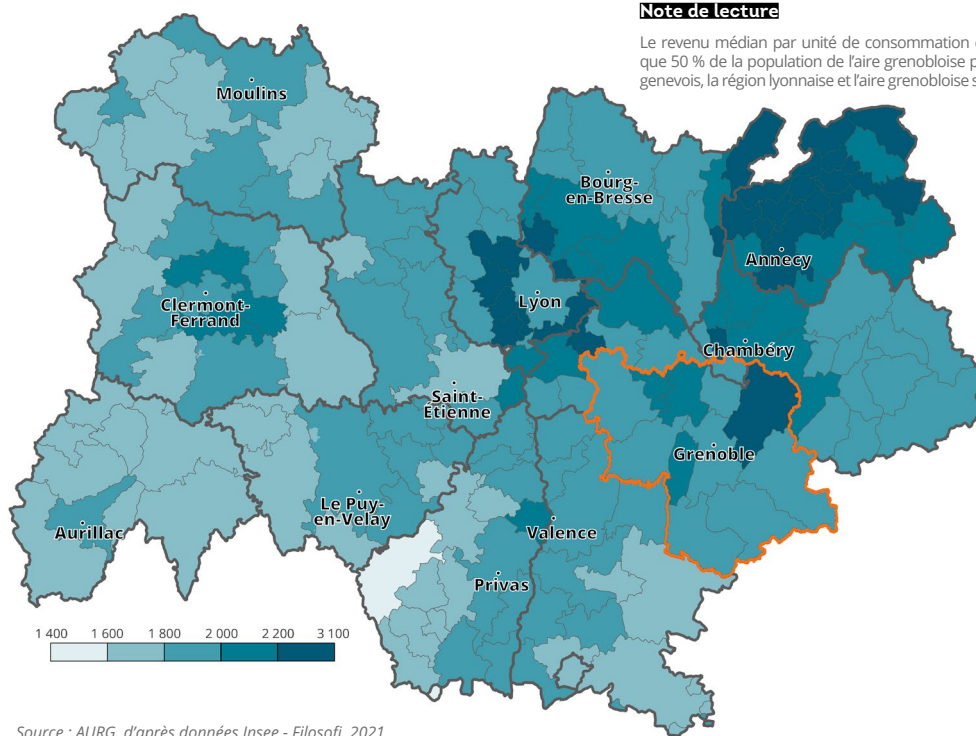 Note de lecture
Le revenu médian par unité de consommation
que 50 % de la population de l'aire grenobloise
genevois, la région lyonnaise et l'aire grenobloise
Moulins
Bourg-
en-Bresse
Annecy
Clermont-
Ferrand
Lyon
Chambéry
Saint-
Étienne
Grenoble
Le Puy-
en-Velay
Aurillac
Valence
Privas
1 400 1 600 1 800 2 000 2 200 3 100
Source : AURG, d'après données Insee - Filosofi, 2021